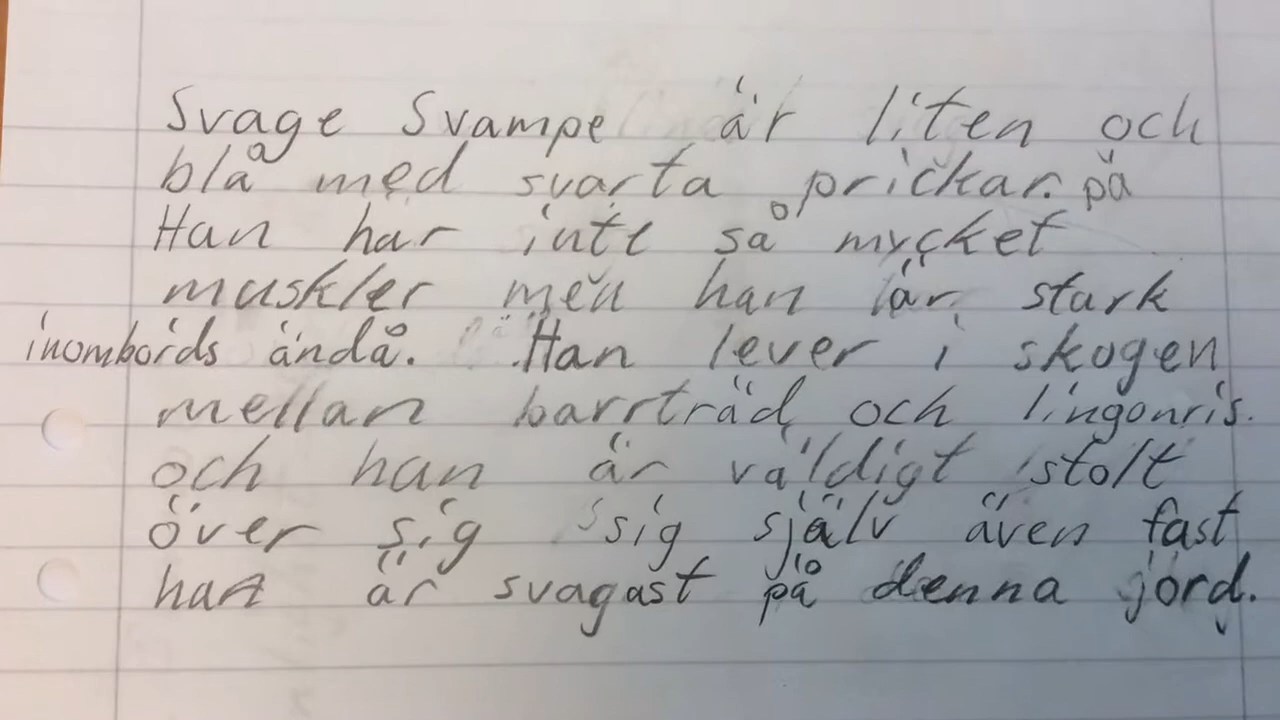 Svage Svampe är liten och
blå med svarta prickar. på
Han har inte så mycket
muskler men han är stark
inombords ändå. Han lever i skogen
mellan barrträd och lingonris.
och han är väldigt stolt
över sig sig själv även fast
han är svagast på denna jord.